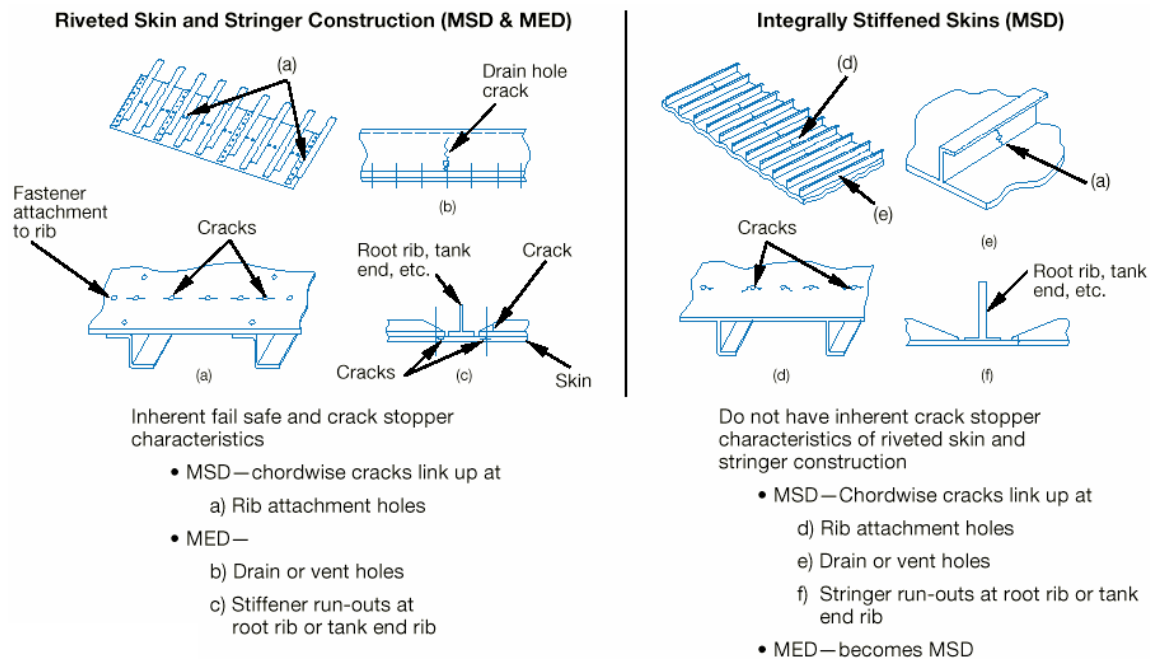 Riveted Skin and Stringer Construction (MSD & MED)
(a)
Drain hole
crack
(b)
Fastener
attachment
to rib
Cracks
(a)
Root rib, tank
end, etc.
Crack
Cracks
(c)
Skin
Inherent fail safe and crack stopper
characteristics
• MSD—chordwise cracks link up at
a) Rib attachment holes
• MED—
b) Drain or vent holes
c) Stiffener run-outs at
root rib or tank end rib
Integrally Stiffened Skins (MSD)
(d)
(e)
(a)
(e)
Cracks
(d)
Root rib, tank
end, etc.
(f)
Do not have inherent crack stopper
characteristics of riveted skin and
stringer construction
• MSD—Chordwise cracks link up at
d) Rib attachment holes
e) Drain or vent holes
f) Stringer run-outs at root rib or tank
end rib
• MED—becomes MSD